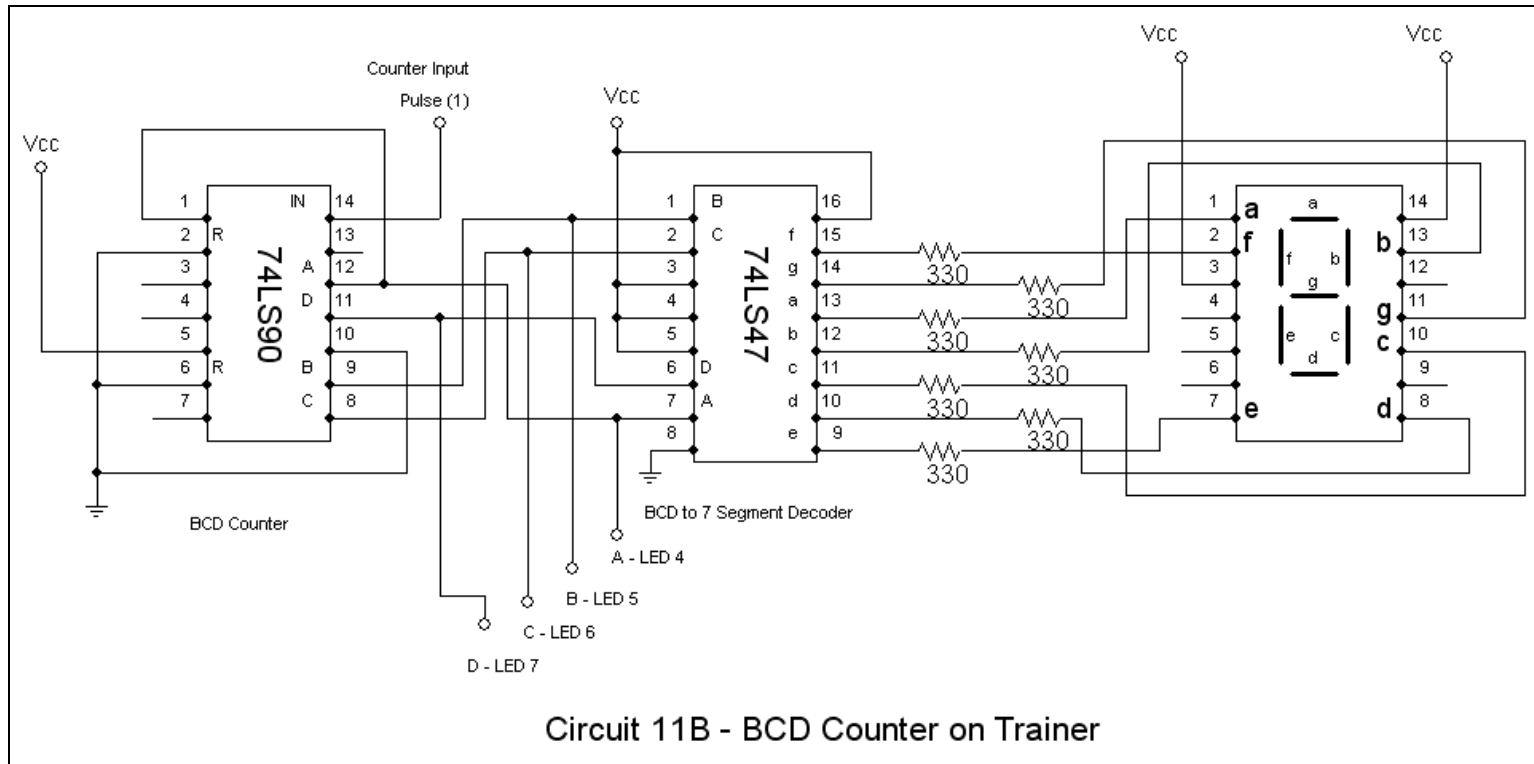 Vcc
Vcc
Counter Input
Pulse (1)
Vcc
Vcc
1
IN
14
2
R
13
3
A
12
4
D
11
5
10
6
R
B
9
7
C
8
74LS90
BCD Counter
1
B
16
2
C
f
15
3
g
14
4
a
13
5
b
12
6
D
c
11
7
A
d
10
8
e
9
74LS47
BCD to 7 Segment Decoder
330
330
330
330
330
330
330
1
a
14
2
f
b
13
3
12
4
g
11
5
c
10
6
9
7
e
d
8
a
f
b
g
e
c
d
A - LED 4
B - LED 5
C - LED 6
D - LED 7
Circuit 11B - BCD Counter on Trainer